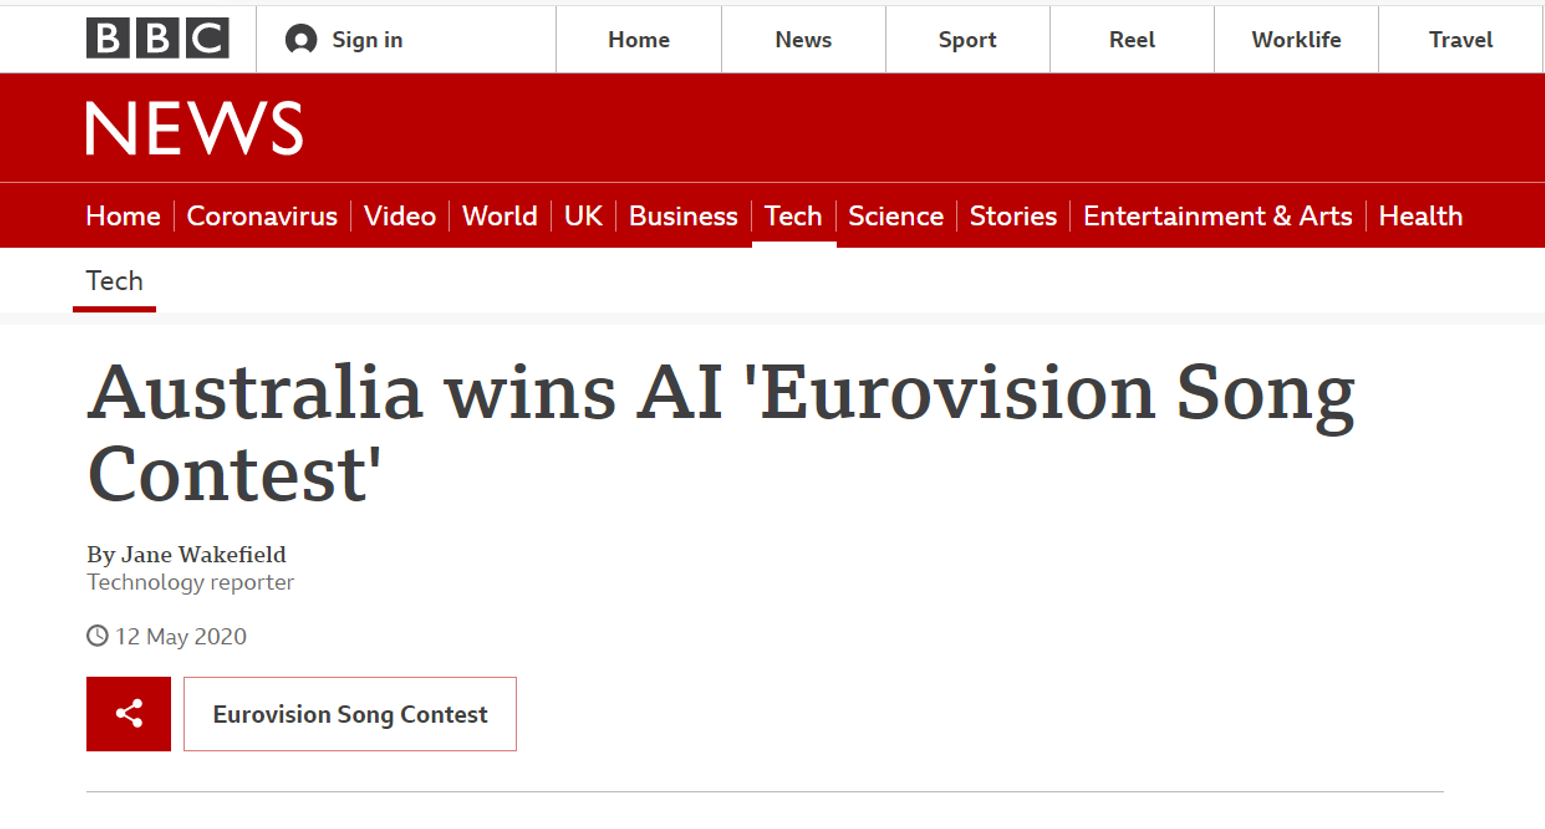 BBC Sign in Home News Sport Reel Worklife Travel
NEWS
Home Coronavirus Video World UK Business Tech Science Stories Entertainment & Arts Health
Tech
Australia wins AI 'Eurovision Song
Contest'
By Jane Wakefield
Technology reporter
12 May 2020
Eurovision Song Contest